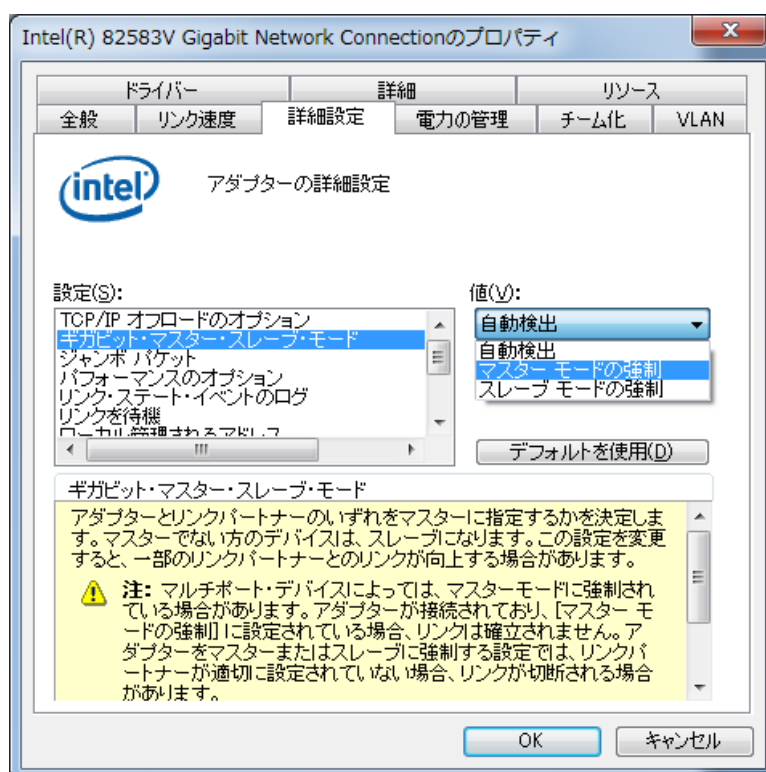 Intel(R) 82583V Gigabit Network Connectionのプロパティ
ドライバー 詳細 リソース
全般 リンク速度 詳細設定 電力の管理 チーム化 VLAN
intel
アダプターの詳細設定
設定(S):
TCP/IP オフロードのオプション
ギガビット・マスター・スレーブ・モード
ジャンボ パケット
パフォーマンスのオプション
リンク・ステート・イベントのログ
リンクを待機
ローカル管理されるアドレス
値(V):
自動検出
自動検出
マスター モードの強制
スレーブ モードの強制
デフォルトを使用(D)
ギガビット・マスター・スレーブ・モード
アダプターとリンクパートナーのいずれをマスターに指定するかを決定しま
す。マスターでない方のデバイスは、スレーブになります。この設定を変更
すると、一部のリンクパートナーとのリンクが向上する場合があります。
注: マルチポート・デバイスによっては、マスターモードに強制され
ている場合があります。アダプターが接続されており、[マスター モ
ードの強制] に設定されている場合、リンクは確立されません。ア
ダプターをマスターまたはスレーブに強制する設定では、リンクパ
ートナーが適切に設定されていない場合、リンクが切断される場合
があります。
OK キャンセル